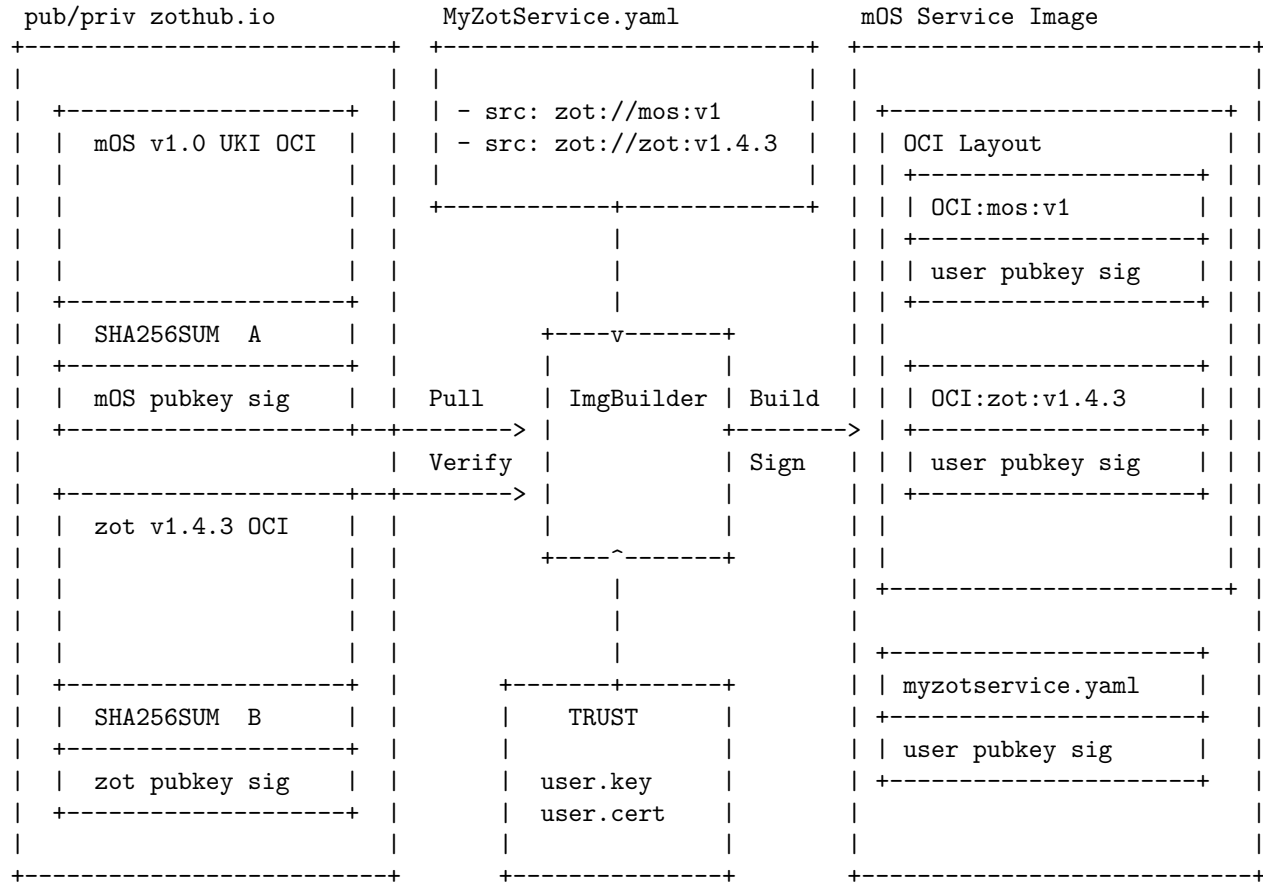 pub/priv zothub.io
MyZotService.yaml
mOS Service Image
mOS v1.0 UKI OCI
SHA256SUM A
mOS pubkey sig
zot v1.4.3 OCI
SHA256SUM B
zot pubkey sig
- src: zot://mos:v1
- src: zot://zot:v1.4.3
Pull
Verify
ImgBuilder
Build
Sign
TRUST
user.key
user.cert
OCI Layout
OCI:mos:v1
user pubkey sig
OCI:zot:v1.4.3
user pubkey sig
myzotservice.yaml
user pubkey sig